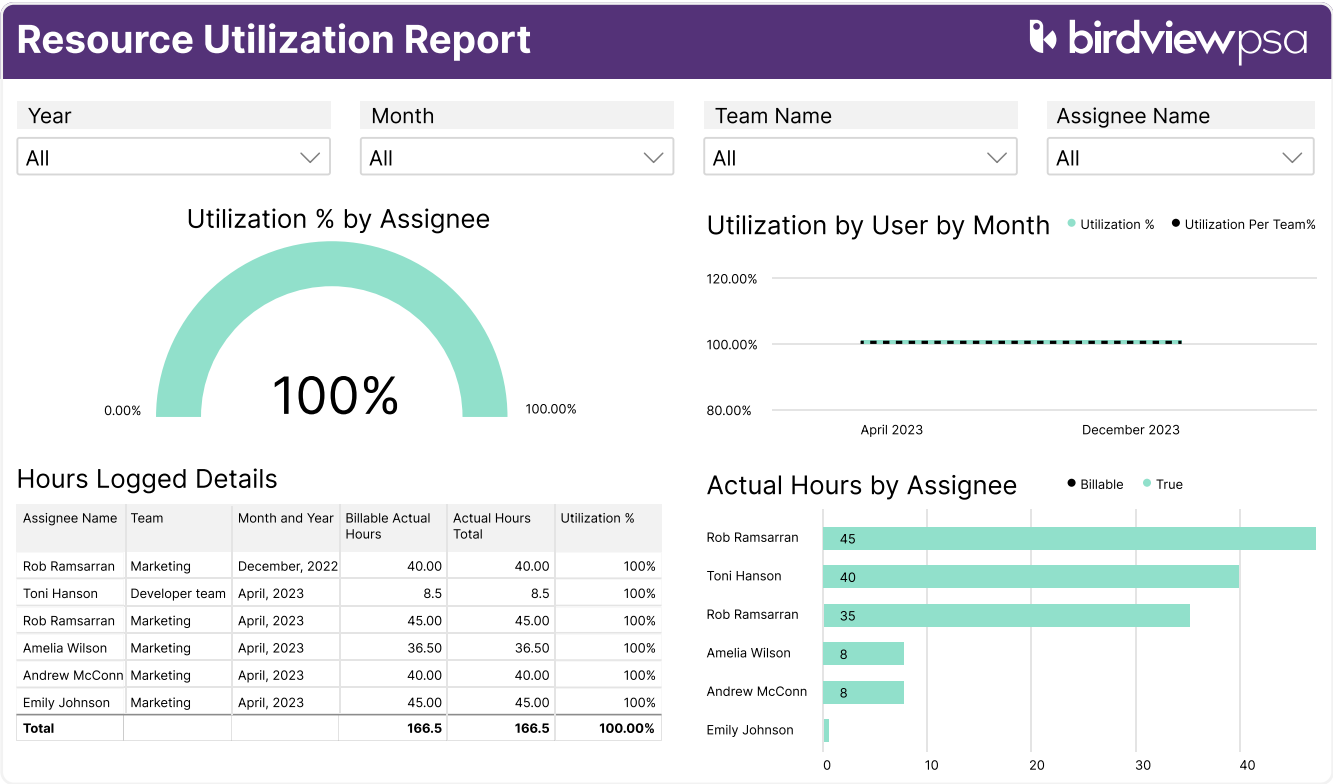 Resource Utilization Report
birdviewpsa
Year
Month
Team Name
Assignee Name
All
All
All
All
Utilization % by Assignee
100%
0.00%
100.00%
Utilization by User by Month
Utilization %
Utilization Per Team%
120.00%
100.00%
80.00%
April 2023
December 2023
Hours Logged Details
Assignee Name Team Month and Year Billable Actual Hours Actual Hours Total Utilization %
Rob Ramsarran Marketing December, 2022 40.00 40.00 100%
Toni Hanson Developer team April, 2023 8.5 8.5 100%
Rob Ramsarran Marketing April, 2023 45.00 45.00 100%
Amelia Wilson Marketing April, 2023 36.50 36.50 100%
Andrew McConn Marketing April, 2023 40.00 40.00 100%
Emily Johnson Marketing April, 2023 45.00 45.00 100%
Total 166.5 166.5 100.00%
Actual Hours by Assignee
Billable
True
Rob Ramsarran 45
Toni Hanson 40
Rob Ramsarran 35
Amelia Wilson 8
Andrew McConn 8
Emily Johnson
0 10 20 30 40